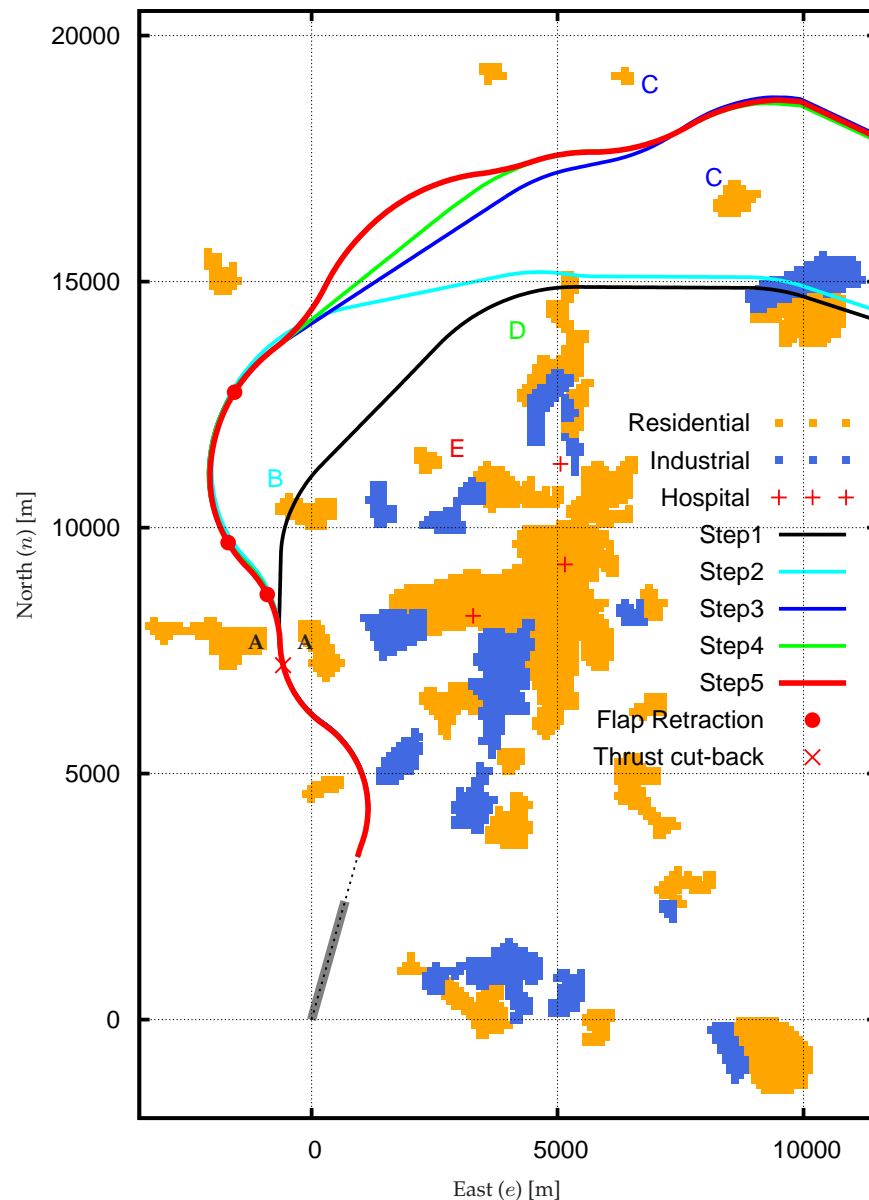 20000
C
C
15000
D
Residential
E
B
Industrial
Hospital
10000
Step1
Step2
Step3
Step4
A A
Step5
Flap Retraction
Thrust cut-back
5000
0
North (n) [m]
0 5000 10000
East (e) [m]